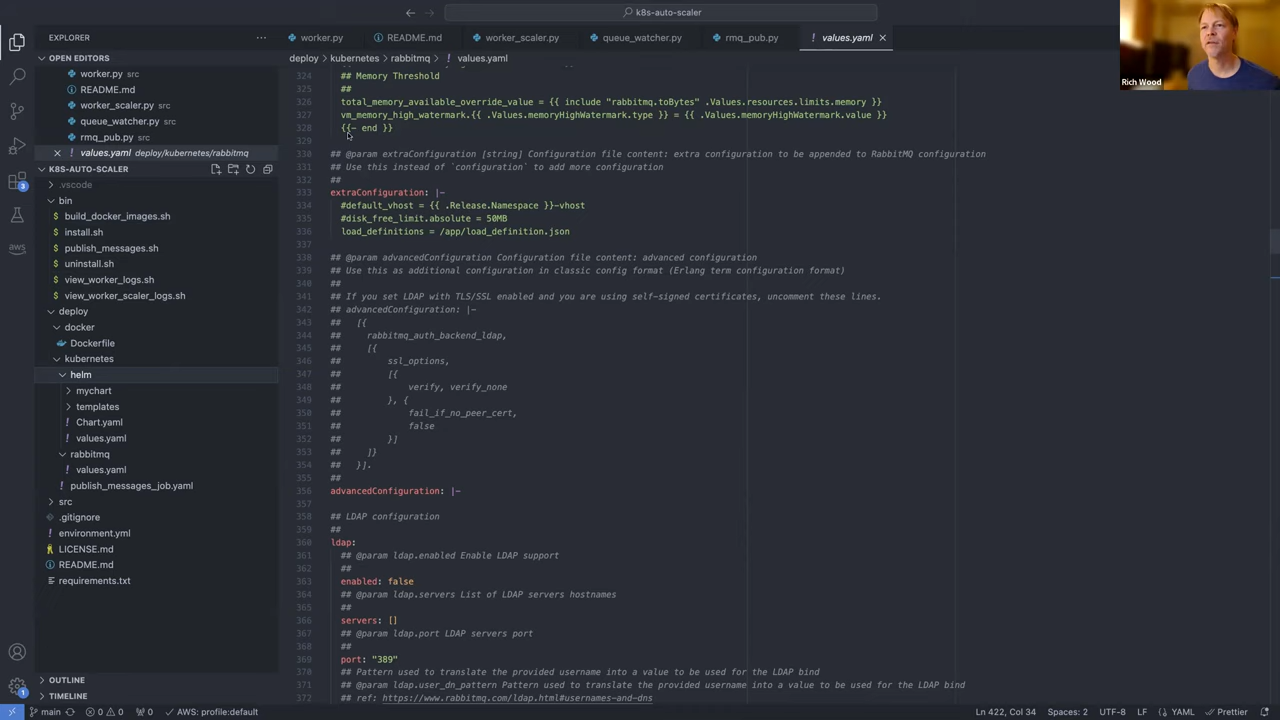 k8s-auto-scaler
EXPLORER
worker.py
README.md
worker_scaler.py
queue_watcher.py
rmq_pub.py
values.yaml
deploy > kubernetes > rabbitmq > values.yaml
OPEN EDITORS
worker.py src
README.md
worker_scaler.py src
queue_watcher.py src
rmq_pub.py src
values.yaml deploy/kubernetes/rabbitmq
K8S-AUTO-SCALER
.vscode
bin
build_docker_images.sh
install.sh
publish_messages.sh
uninstall.sh
view_worker_logs.sh
view_worker_scaler_logs.sh
deploy
docker
Dockerfile
kubernetes
helm
mychart
templates
Chart.yaml
values.yaml
rabbitmq
values.yaml
publish_messages_job.yaml
src
.gitignore
environment.yml
LICENSE.md
README.md
requirements.txt
OUTLINE
TIMELINE
3
aws
1
324 ## Memory Threshold
325 ##
326 total_memory_available_override_value = {{ include "rabbitmq.toBytes" .Values.resources.limits.memory }}
327 vm_memory_high_watermark.{{ .Values.memoryHighWatermark.type }} = {{ .Values.memoryHighWatermark.value }}
328 {{- end }}
329
330 ## @param extraConfiguration [string] Configuration file content: extra configuration to be appended to RabbitMQ configuration
331 ## Use this instead of `configuration` to add more configuration
332 ##
333 extraConfiguration: |-
334 #default_vhost = {{ .Release.Namespace }}-vhost
335 #disk_free_limit.absolute = 50MB
336 load_definitions = /app/load_definition.json
337
338 ## @param advancedConfiguration Configuration file content: advanced configuration
339 ## Use this as additional configuration in classic config format (Erlang term configuration format)
340 ##
341 ## If you set LDAP with TLS/SSL enabled and you are using self-signed certificates, uncomment these lines.
342 ## advancedConfiguration: |-
343 ## [{
344 ## rabbitmq_auth_backend_ldap,
345 ## [{
346 ## ssl_options,
347 ## [{
348 ## verify, verify_none
349 ## }, {
350 ## fail_if_no_peer_cert,
351 ## false
352 ## }]
353 ## ]}
354 ## }].
355 ##
356 advancedConfiguration: |-
357
358 ## LDAP configuration
359 ##
360 ldap:
361 ## @param ldap.enabled Enable LDAP support
362 ##
363 enabled: false
364 ## @param ldap.servers List of LDAP servers hostnames
365 ##
366 servers: []
367 ## @param ldap.port LDAP servers port
368 ##
369 port: "389"
370 ## Pattern used to translate the provided username into a value to be used for the LDAP bind
371 ## @param ldap.user_dn_pattern Pattern used to translate the provided username into a value to be used for the LDAP bind
372 ## ref: https://www.rabbitmq.com/ldap.html#usernames-and-dns
Rich Wood
main 0 0 0 AWS: profile:default
Ln 422, Col 34 Spaces: 2 UTF-8 LF YAML Prettier